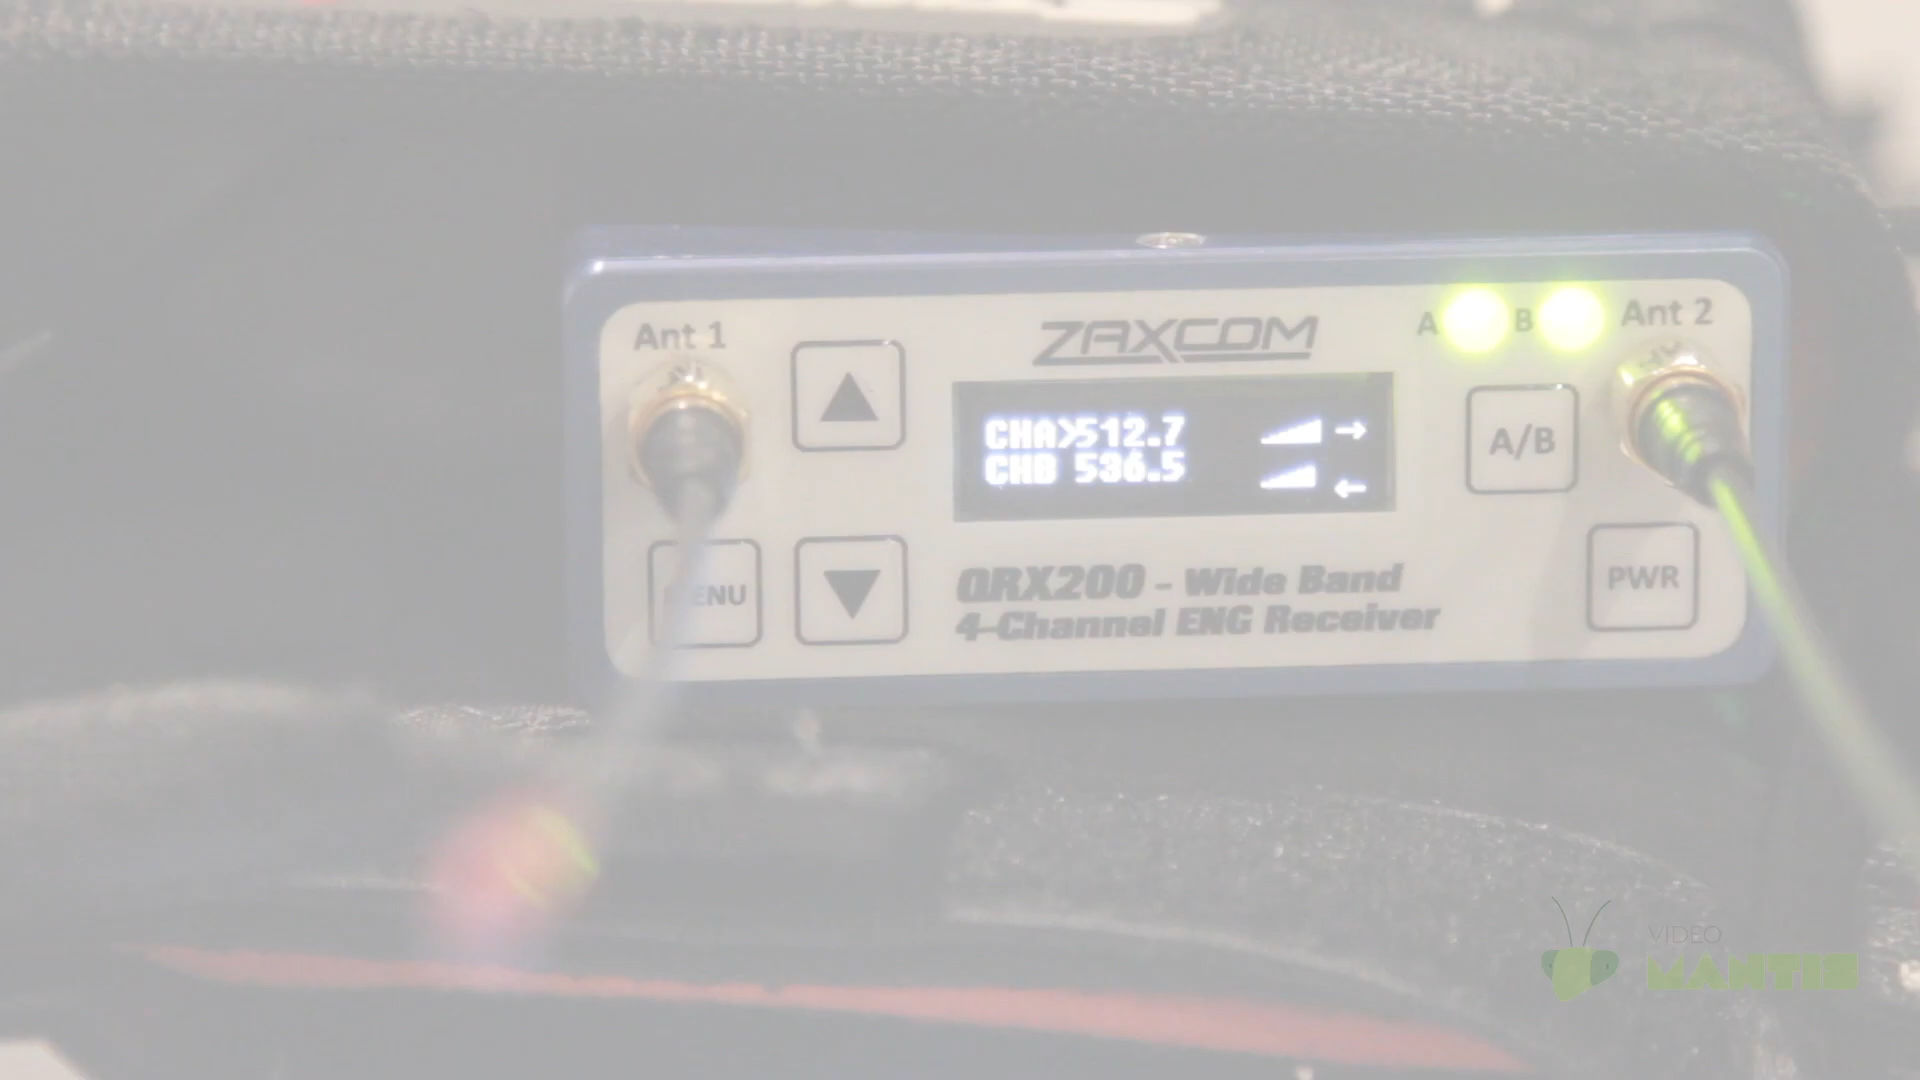 Ant 1
ZAXCOM
A
B
Ant 2
CHA>512.7
CHB 536.5
A/B
MENU
QRX200 - Wide Band
4-Channel ENG Receiver
PWR
VIDEO
MANTIS